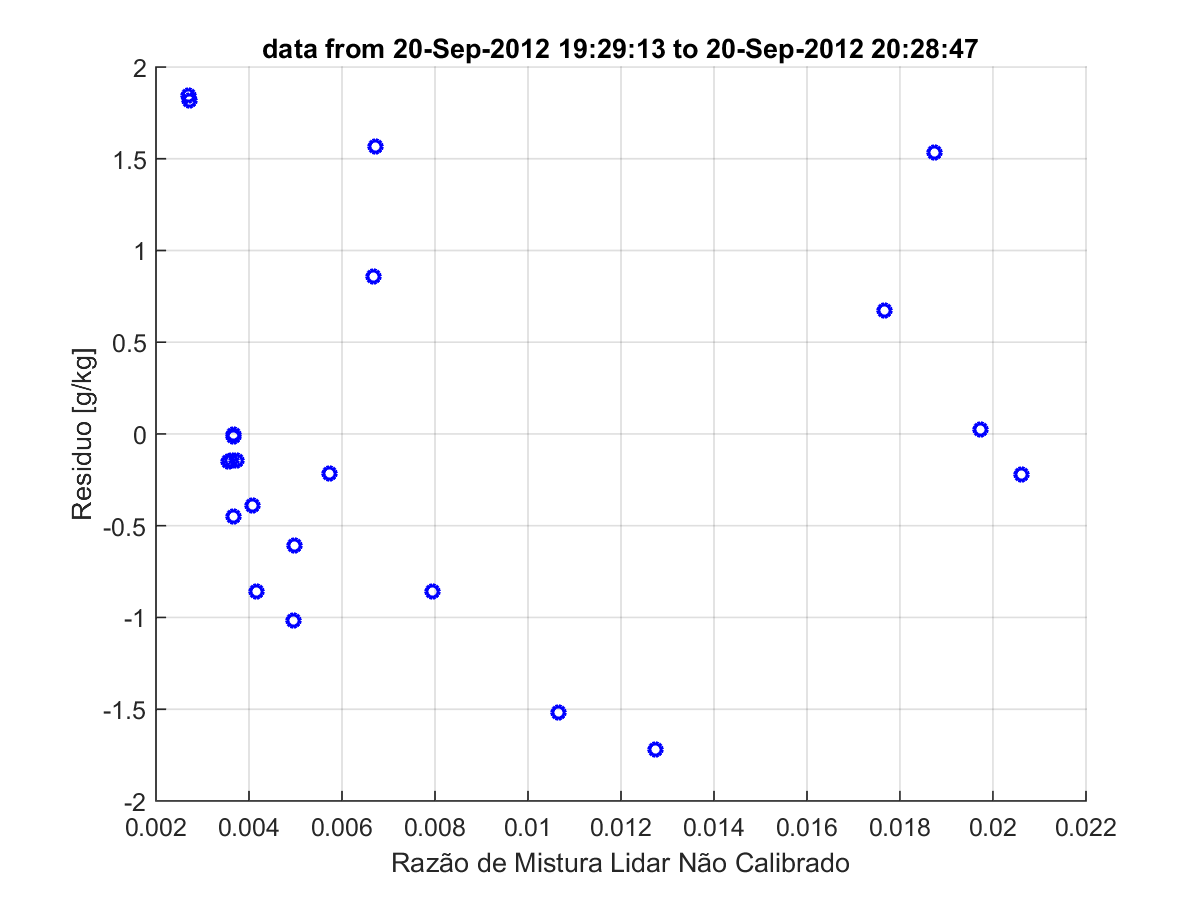 data from 20-Sep-2012 19:29:13 to 20-Sep-2012 20:28:47
2
1.5
1
0.5
0
-0.5
-1
-1.5
-2
Residuo [g/kg]
0.002 0.004 0.006 0.008 0.01 0.012 0.014 0.016 0.018 0.02 0.022
Razão de Mistura Lidar Não Calibrado